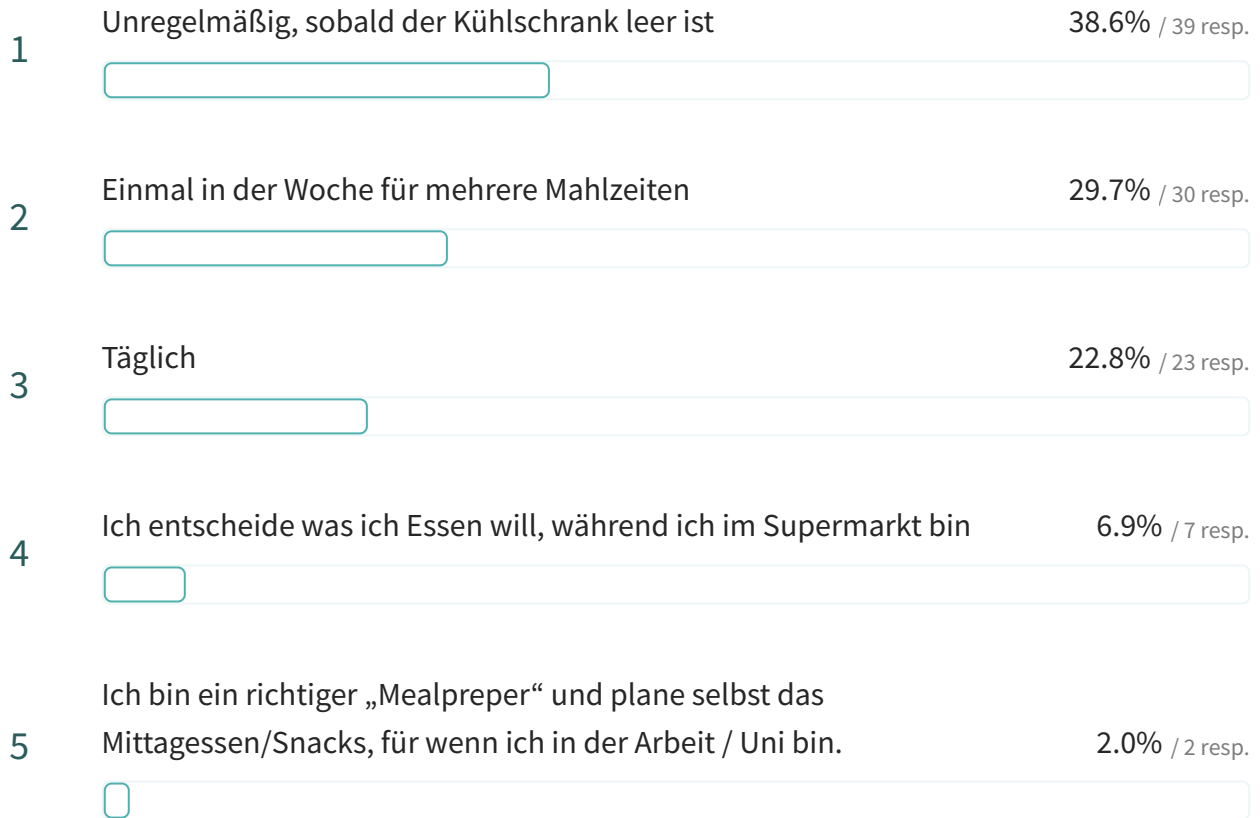 1
Unregelmäßig, sobald der Kühlschrank leer ist
38.6% / 39 resp.
2
Einmal in der Woche für mehrere Mahlzeiten
29.7% / 30 resp.
3
Täglich
22.8% / 23 resp.
4
Ich entscheide was ich Essen will, während ich im Supermarkt bin
6.9% / 7 resp.
5
Ich bin ein richtiger „Mealpreper“ und plane selbst das
Mittagessen/Snacks, für wenn ich in der Arbeit / Uni bin.
2.0% / 2 resp.